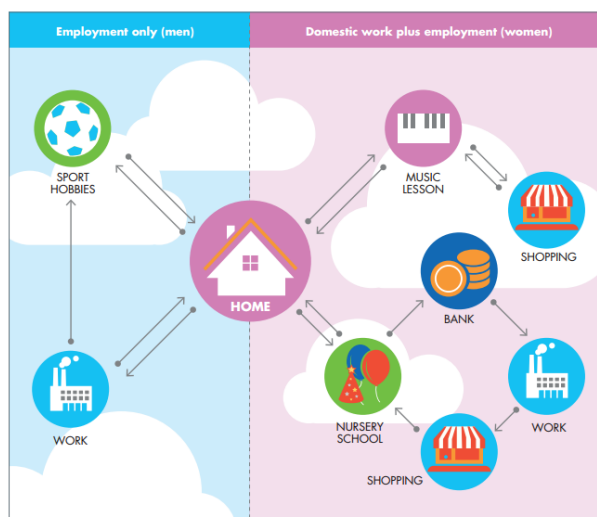 Employment only (men)
Domestic work plus employment (women)
SPORT
HOBBIES
MUSIC
LESSON
SHOPPING
HOME
BANK
WORK
NURSERY
SCHOOL
WORK
SHOPPING